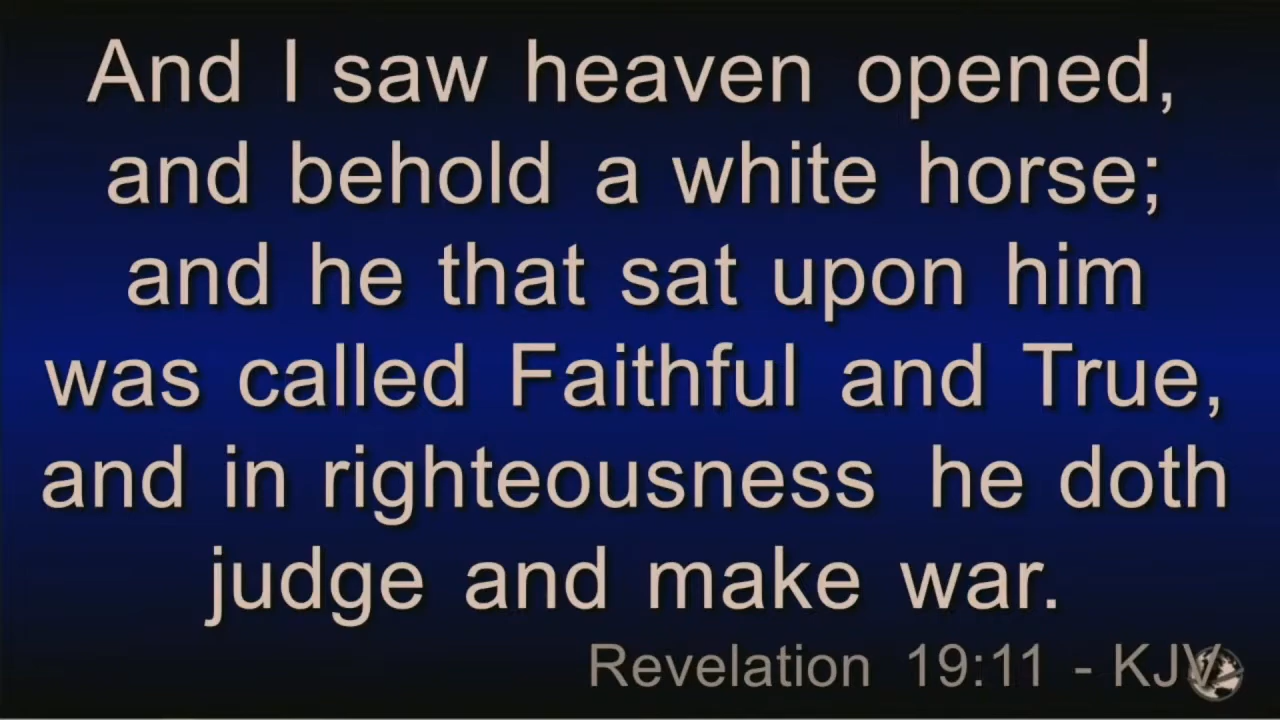 And I saw heaven opened,
and behold a white horse;
and he that sat upon him
was called Faithful and True,
and in righteousness he doth
judge and make war.
Revelation 19:11 - KJV